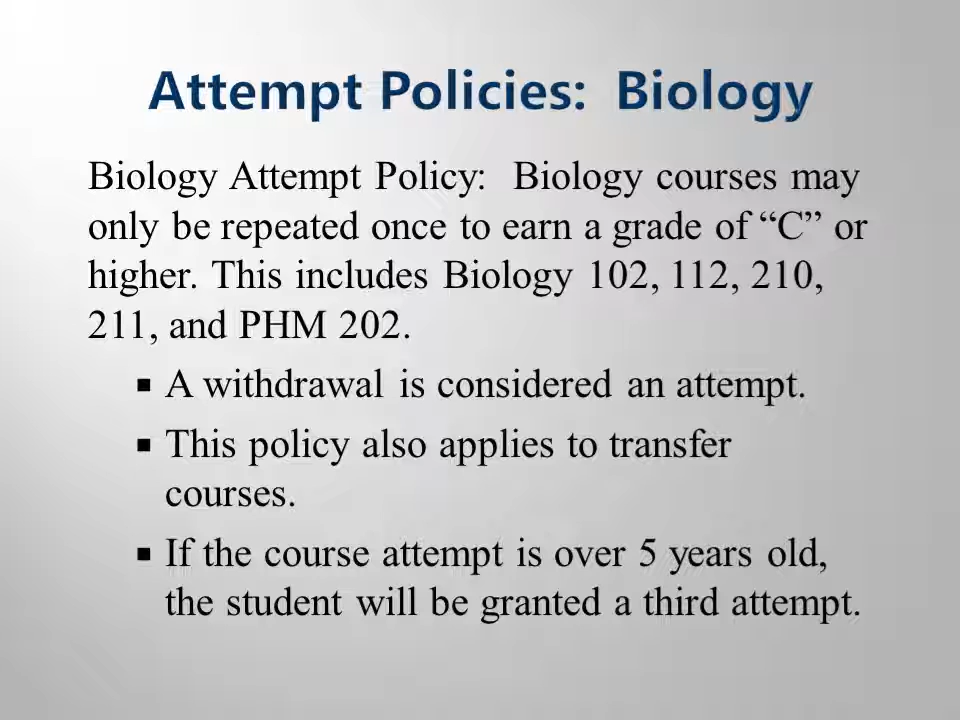 Attempt Policies:  Biology
Biology Attempt Policy:  Biology courses may
only be repeated once to earn a grade of “C” or
higher. This includes Biology 102, 112, 210,
211, and PHM 202.
▪ A withdrawal is considered an attempt.
▪ This policy also applies to transfer
courses.
▪ If the course attempt is over 5 years old,
the student will be granted a third attempt.